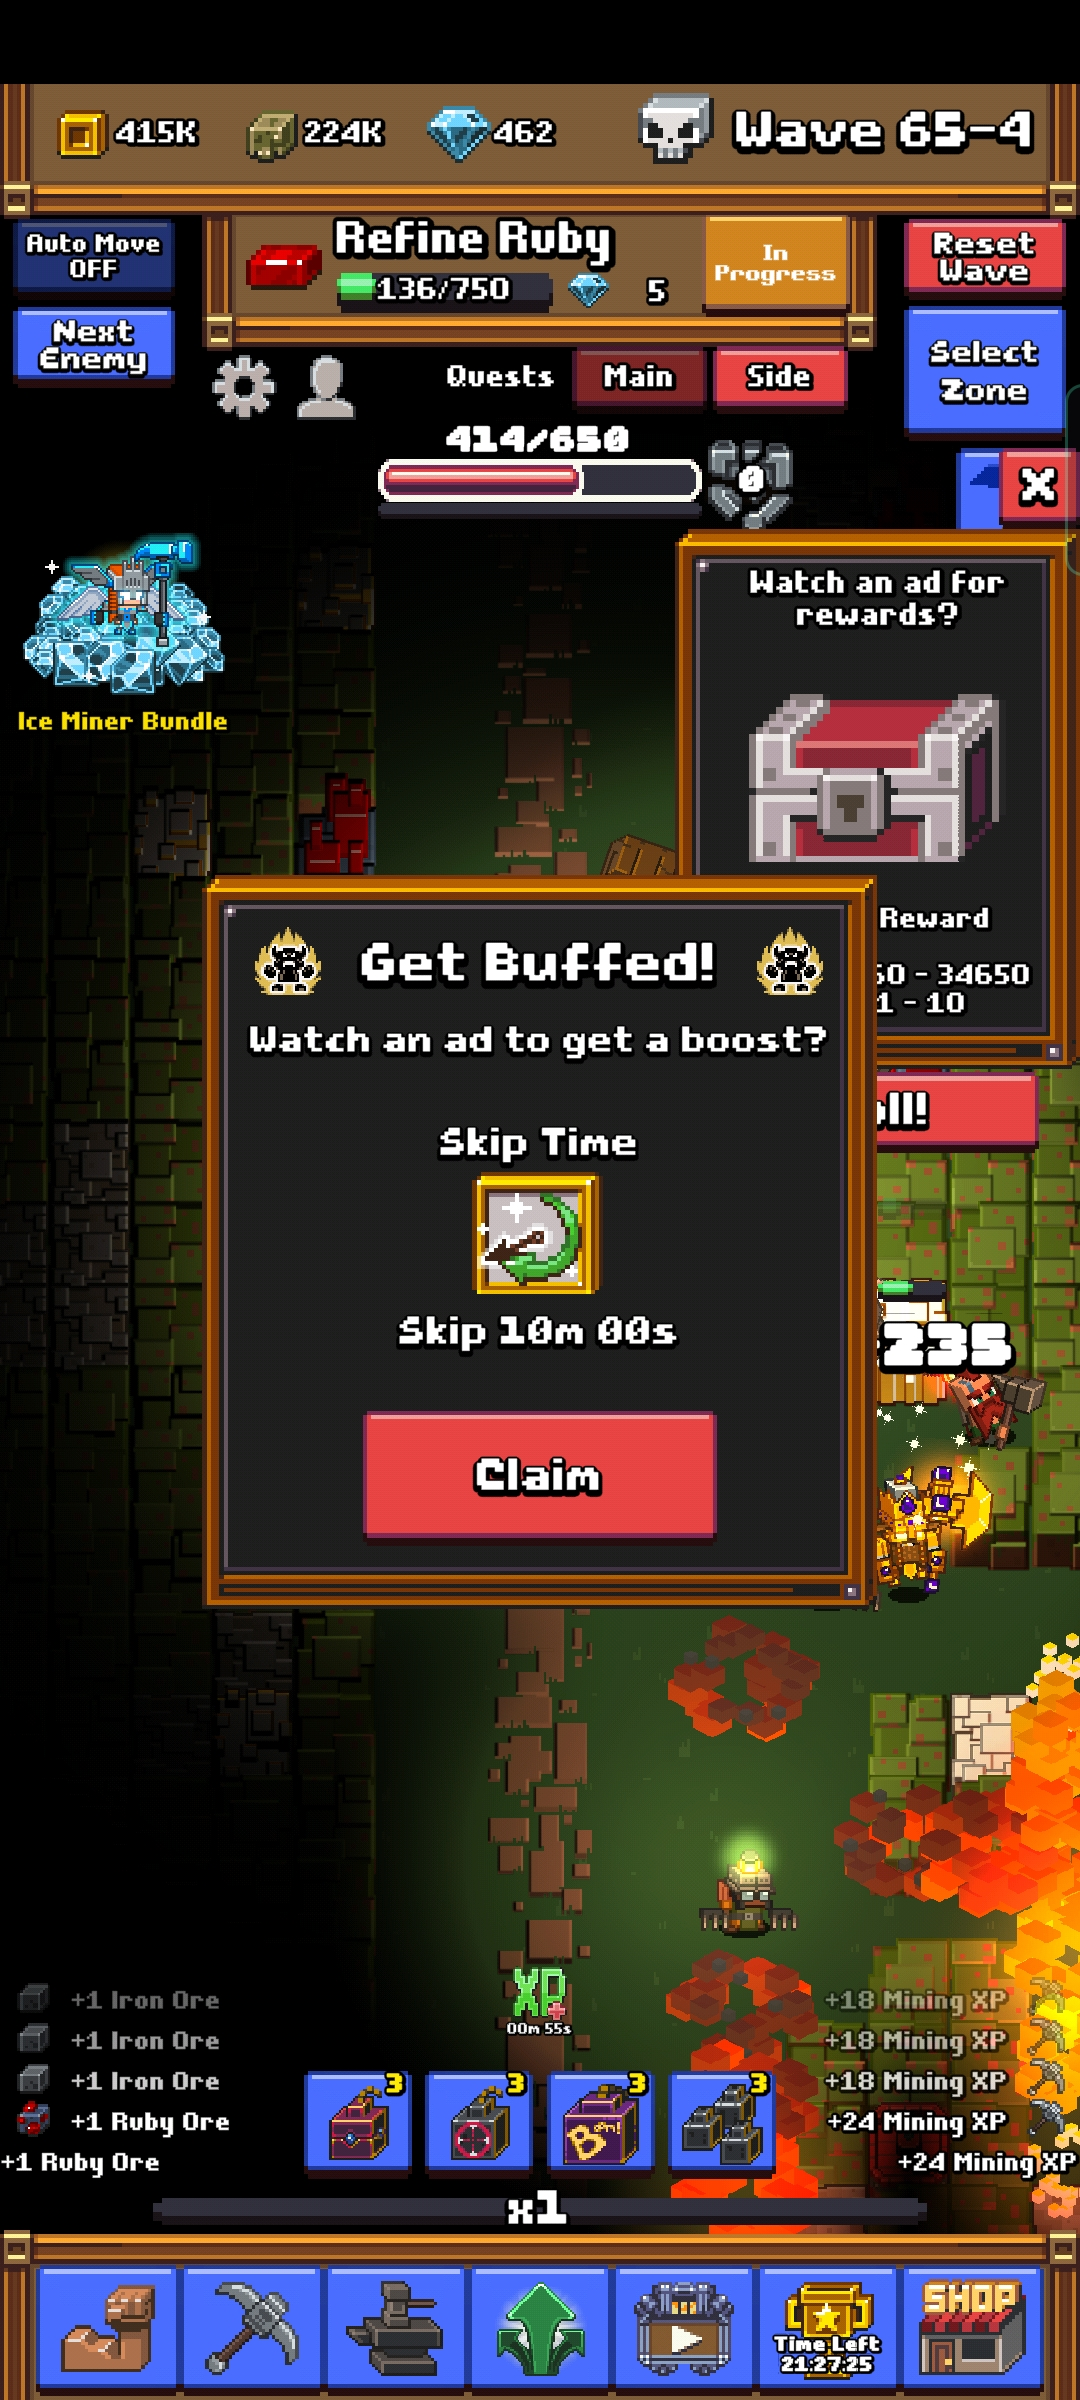 415K
224K
462
Wave 65-4
Auto Move
OFF
Refine Ruby
136/750
5
In
Progress
Reset
Wave
Next
Enemy
Select
Zone
Quests
Main
Side
414/650
0
X
Watch an ad for
rewards?
Ice Miner Bundle
Reward
0 - 34650
1 - 10
Get Buffed!
Watch an ad to get a boost?
Skip Time
Skip 10m 00s
Claim
ll!
235
XP
00m 55s
+1 Iron Ore
+1 Iron Ore
+1 Iron Ore
+1 Ruby Ore
+1 Ruby Ore
+18 Mining XP
+18 Mining XP
+18 Mining XP
+24 Mining XP
+24 Mining XP
3
3
3
3
x1
Time Left
21:27:25
SHOP